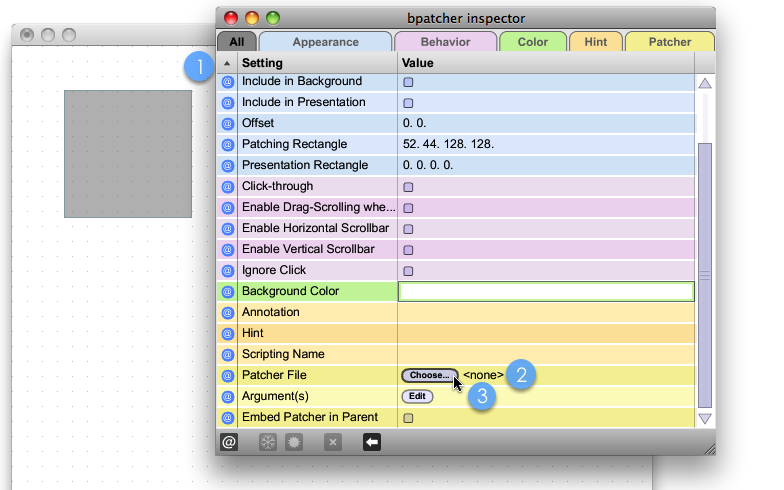 bpatcher inspector
All Appearance Behavior Color Hint Patcher
1
Setting Value
@ Include in Background
@ Include in Presentation
@ Offset 0. 0.
@ Patching Rectangle 52. 44. 128. 128.
@ Presentation Rectangle 0. 0. 0. 0.
@ Click-through
@ Enable Drag-Scrolling whe...
@ Enable Horizontal Scrollbar
@ Enable Vertical Scrollbar
@ Ignore Click
@ Background Color
@ Annotation
@ Hint
@ Scripting Name
@ Patcher File Choose... <none> 2
@ Argument(s) Edit 3
@ Embed Patcher in Parent
@